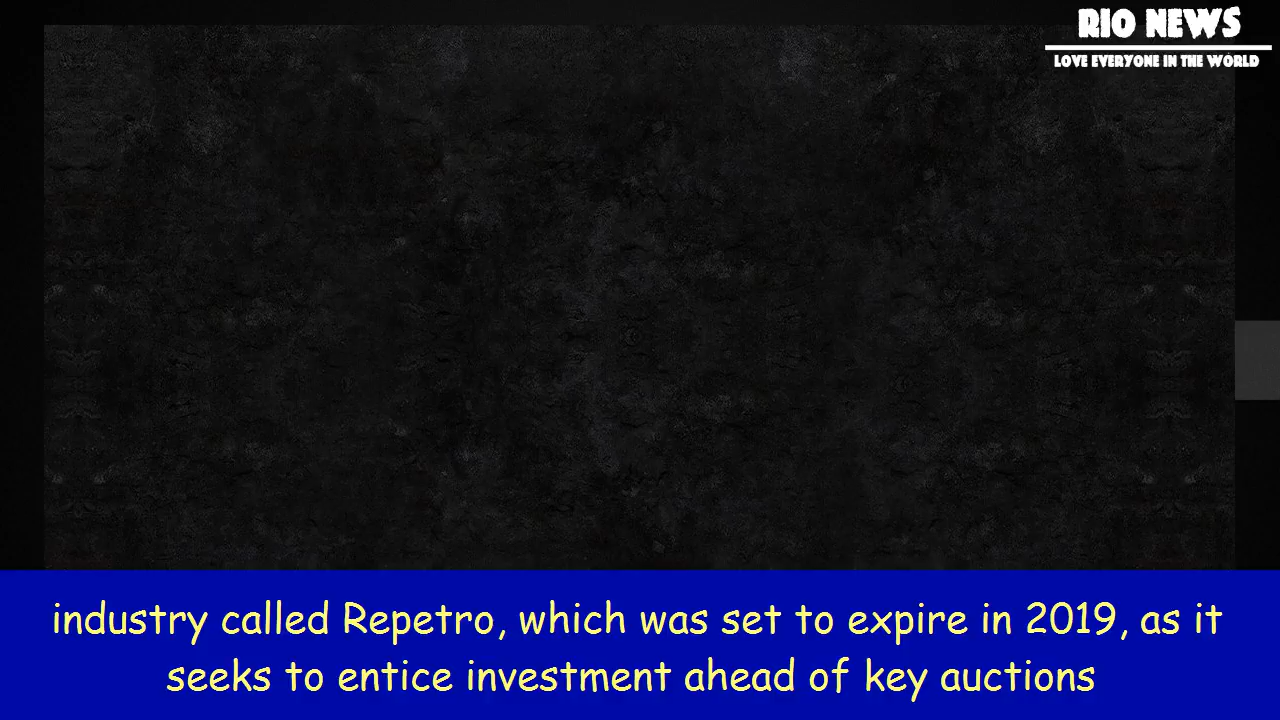 RIO NEWS
LOVE EVERYONE IN THE WORLD
industry called Repetro, which was set to expire in 2019, as it
seeks to entice investment ahead of key auctions